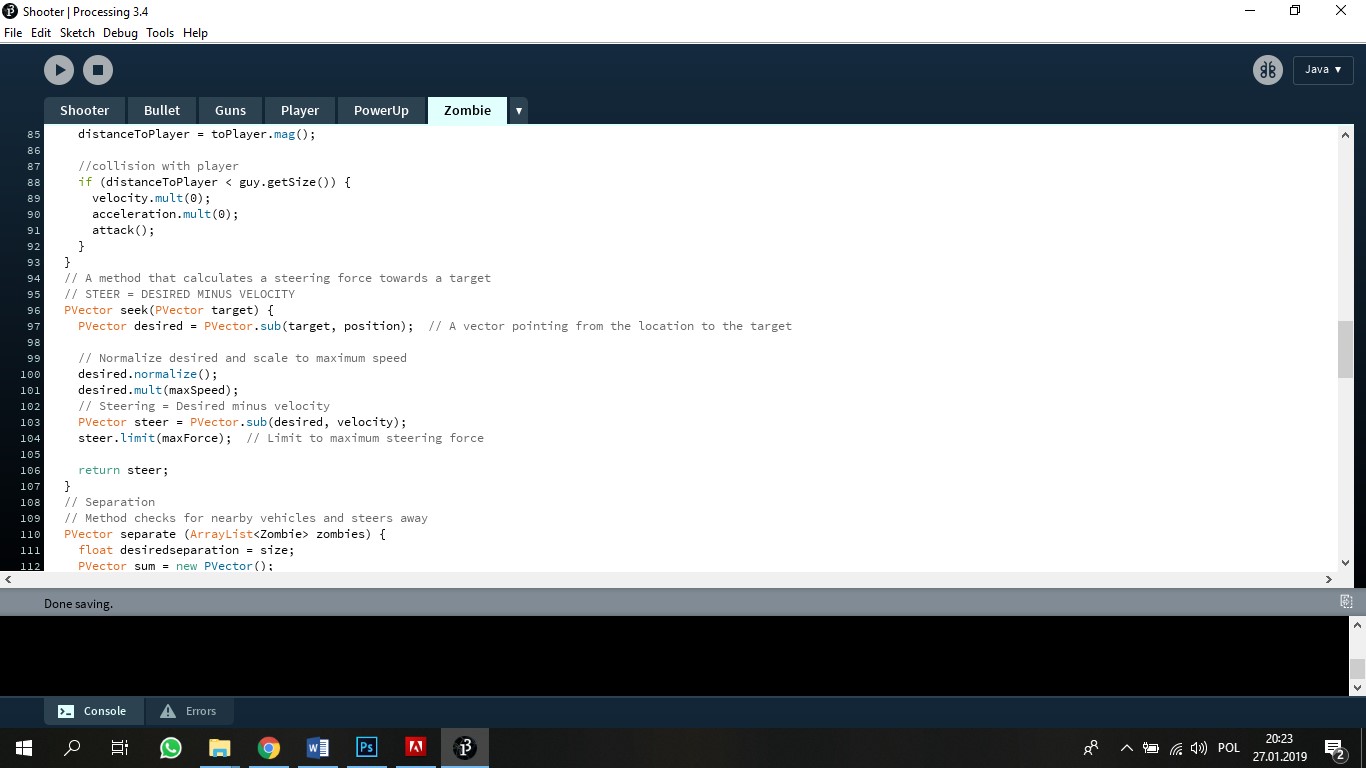 Shooter | Processing 3.4
File Edit Sketch Debug Tools Help
Java ▼
Shooter Bullet Guns Player PowerUp Zombie ▼
85 distanceToPlayer = toPlayer.mag();
86
87 //collision with player
88 if (distanceToPlayer < guy.getSize()) {
89 velocity.mult(0);
90 acceleration.mult(0);
91 attack();
92 }
93 }
94 // A method that calculates a steering force towards a target
95 // STEER = DESIRED MINUS VELOCITY
96 PVector seek(PVector target) {
97 PVector desired = PVector.sub(target, position);  // A vector pointing from the location to the target
98
99 // Normalize desired and scale to maximum speed
100 desired.normalize();
101 desired.mult(maxSpeed);
102 // Steering = Desired minus velocity
103 PVector steer = PVector.sub(desired, velocity);
104 steer.limit(maxForce);  // Limit to maximum steering force
105
106 return steer;
107 }
108 // Separation
109 // Method checks for nearby vehicles and steers away
110 PVector separate (ArrayList<Zombie> zombies) {
111 float desiredseparation = size;
112 PVector sum = new PVector();
Done saving.
Console Errors
W Ps
POL
20:23
27.01.2019
2